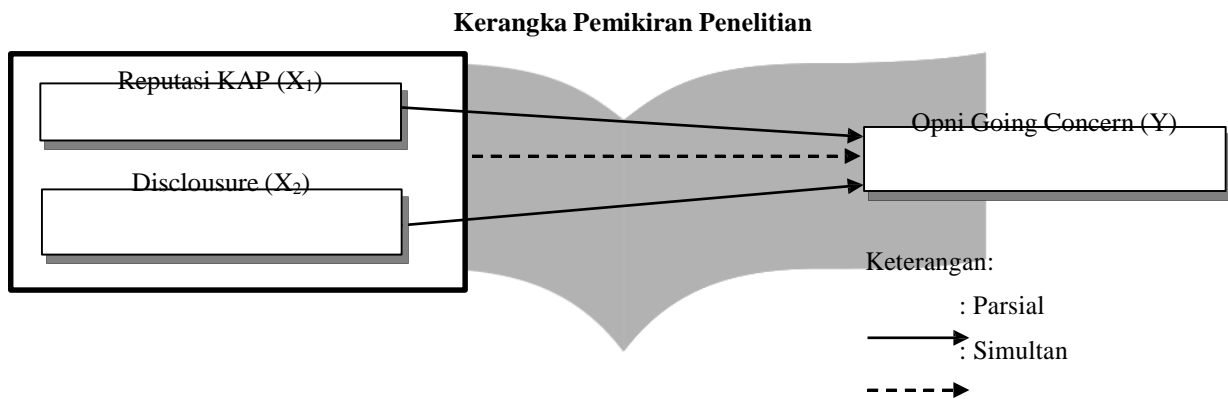 Kerangka Pemikiran Penelitian
Reputasi KAP (X₁)
Opni Going Concern (Y)
Disclousure (X₂)
Keterangan:
: Parsial
: Simultan